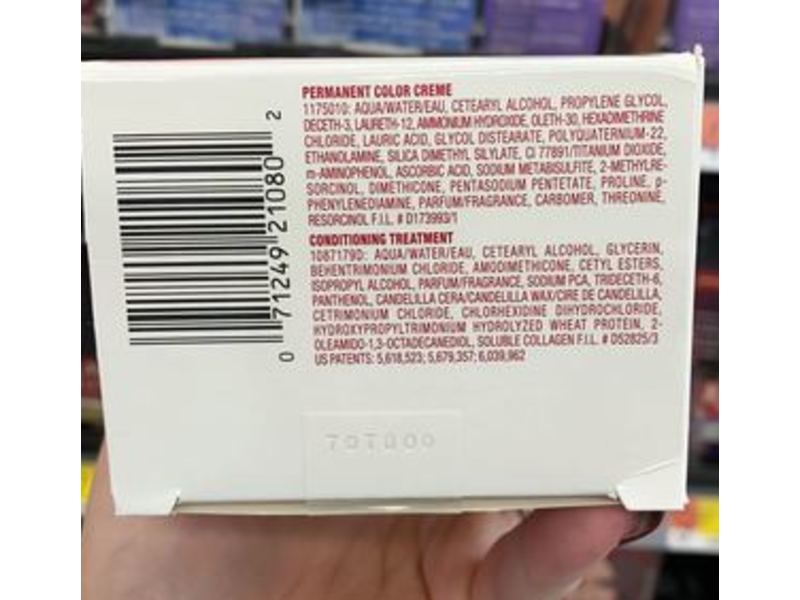 PERMANENT COLOR CREME
1175010: AQUA/WATER/EAU, CETEARYL ALCOHOL, PROPYLENE GLYCOL,
DECETH-3, LAURETH-12, AMMONIUM HYDROXIDE, OLETH-30, HEXADIMETHRINE
CHLORIDE, LAURIC ACID, GLYCOL DISTEARATE, POLYQUATERNIUM-22,
ETHANOLAMINE, SILICA DIMETHYL SILYLATE, CI 77891/TITANIUM DIOXIDE,
m-AMINOPHENOL, ASCORBIC ACID, SODIUM METABISULFITE, 2-METHYLRE-
SORCINOL, DIMETHICONE, PENTASODIUM PENTETATE, PROLINE, p-
PHENYLENEDIAMINE, PARFUM/FRAGRANCE, CARBOMER, THREONINE,
RESORCINOL F.I.L. # D173993/1
CONDITIONING TREATMENT
1087179D: AQUA/WATER/EAU, CETEARYL ALCOHOL, GLYCERIN,
BEHENTRIMONIUM CHLORIDE, AMODIMETHICONE, CETYL ESTERS,
ISOPROPYL ALCOHOL, PARFUM/FRAGRANCE, SODIUM PCA, TRIDECETH-6,
PANTHENOL, CANDELILLA CERA/CANDELILLA WAX/CIRE DE CANDELILLA,
CETRIMONIUM CHLORIDE, CHLORHEXIDINE DIHYDROCHLORIDE,
HYDROXYPROPYLTRIMONIUM HYDROLYZED WHEAT PROTEIN, 2-
OLEAMIDO-1,3-OCTADECANEDIOL, SOLUBLE COLLAGEN F.I.L. # D52825/3
US PATENTS: 5,618,523; 5,679,357; 6,039,962
0 71249 21080 2